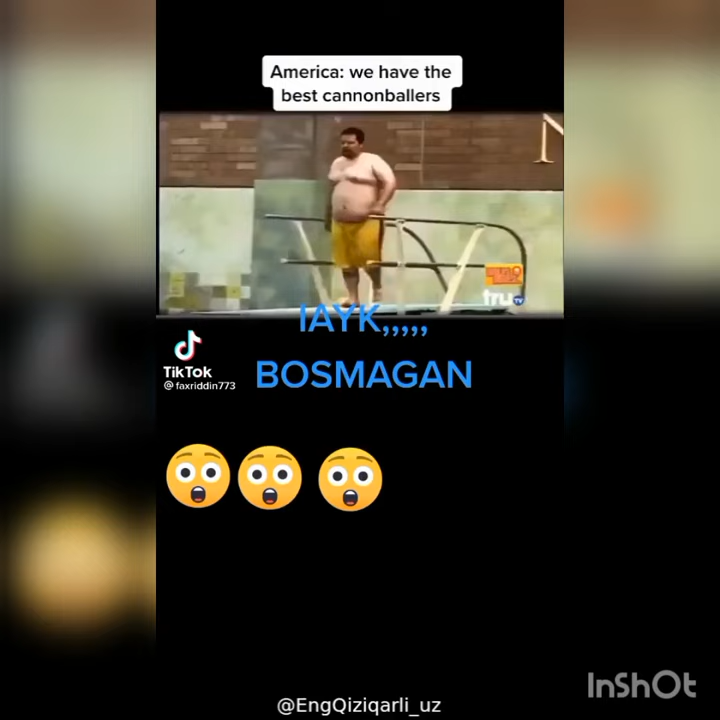 America: we have the
best cannonballers
tru TV
IAYK,,,,,
BOSMAGAN
TikTok
@faxriddin773
InShOt
@EngQiziqarli_uz